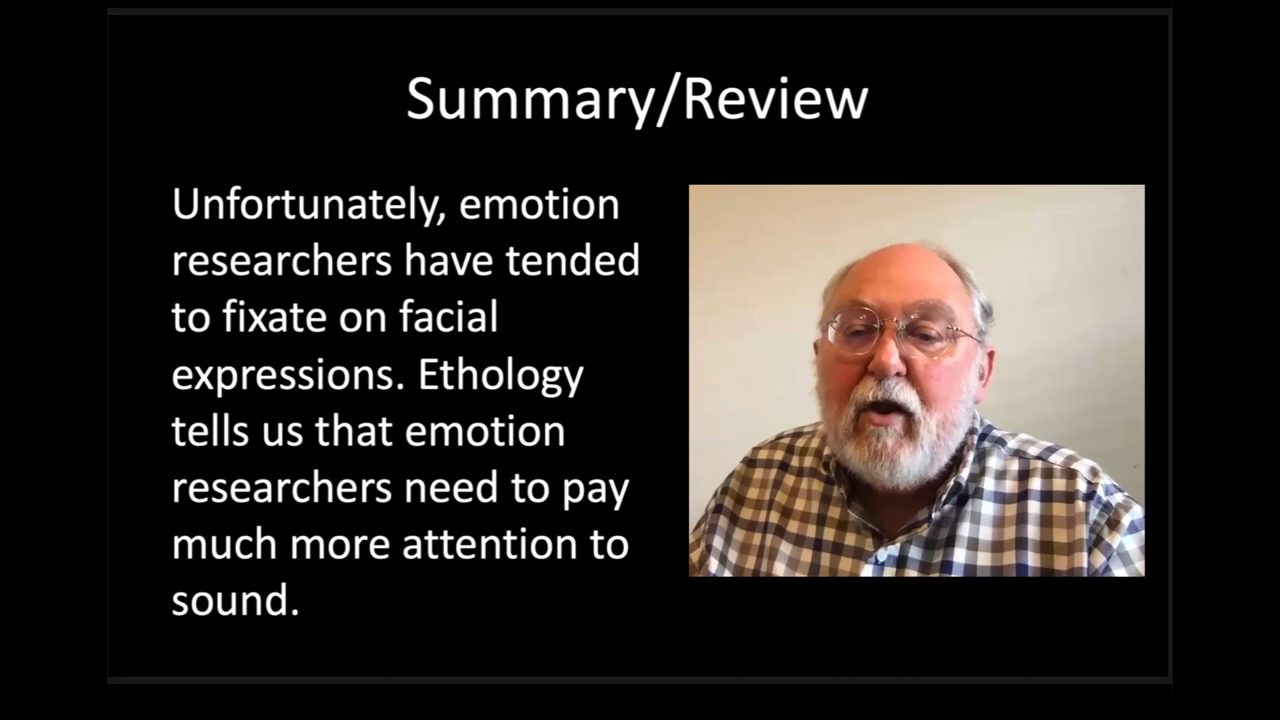 Summary/Review
Unfortunately, emotion
researchers have tended
to fixate on facial
expressions. Ethology
tells us that emotion
researchers need to pay
much more attention to
sound.